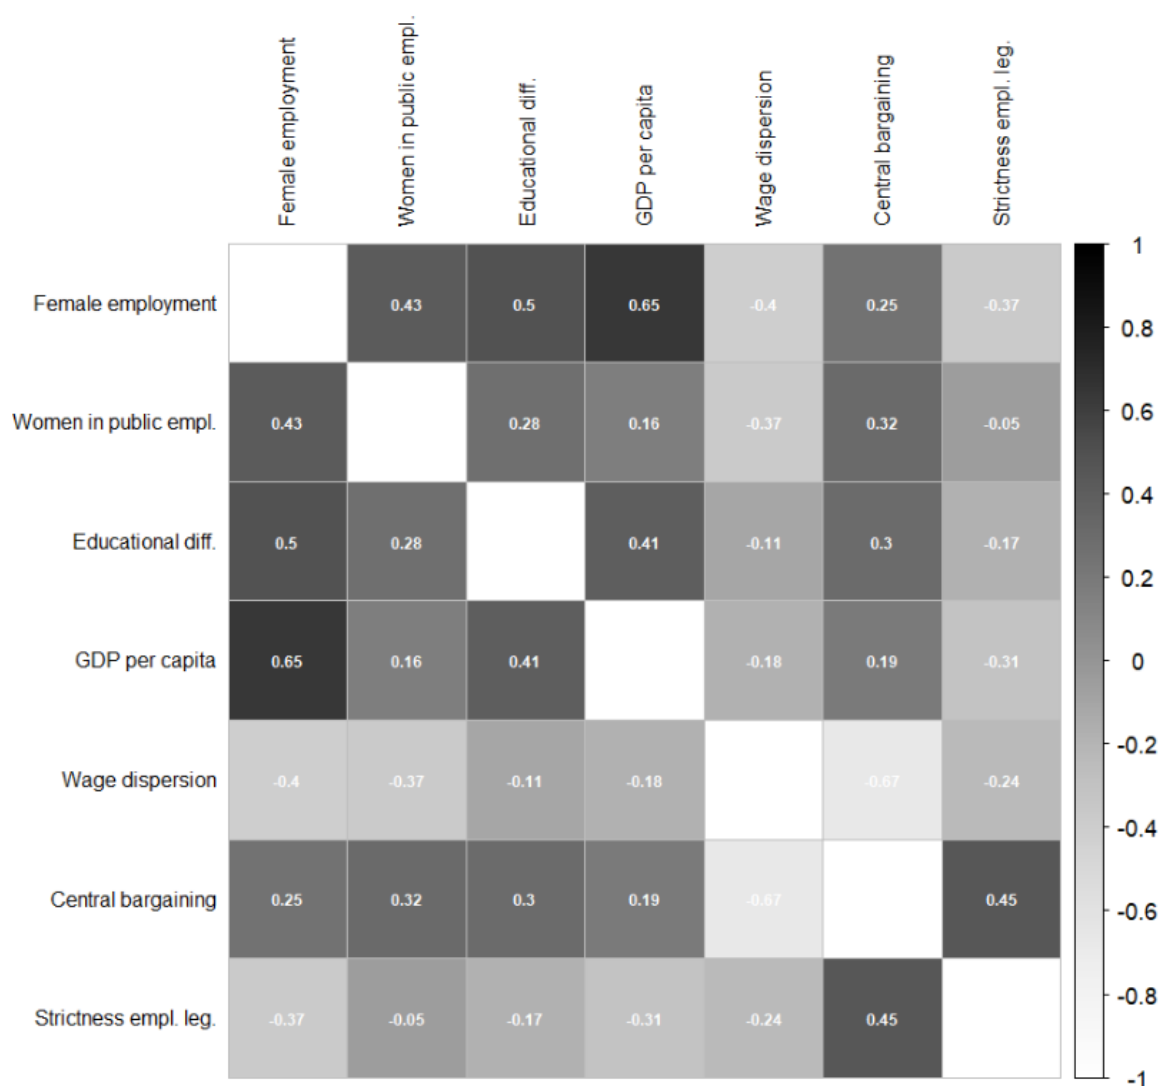 Female employment
Women in public empl.
Educational diff.
GDP per capita
Wage dispersion
Central bargaining
Strictness empl. leg.
1
Female employment 0.43 0.5 0.65 -0.4 0.25 -0.37
0.8
0.6
Women in public empl. 0.43 0.28 0.16 -0.37 0.32 -0.05
0.4
Educational diff. 0.5 0.28 0.41 -0.11 0.3 -0.17
0.2
GDP per capita 0.65 0.16 0.41 -0.18 0.19 -0.31
0
-0.2
Wage dispersion -0.4 -0.37 -0.11 -0.18 -0.67 -0.24
-0.4
Central bargaining 0.25 0.32 0.3 0.19 -0.67 0.45
-0.6
-0.8
Strictness empl. leg. -0.37 -0.05 -0.17 -0.31 -0.24 0.45
-1